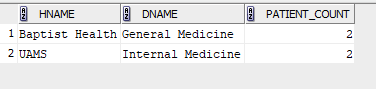 HNAME DNAME PATIENT_COUNT
1 Baptist Health General Medicine 2
2 UAMS Internal Medicine 2